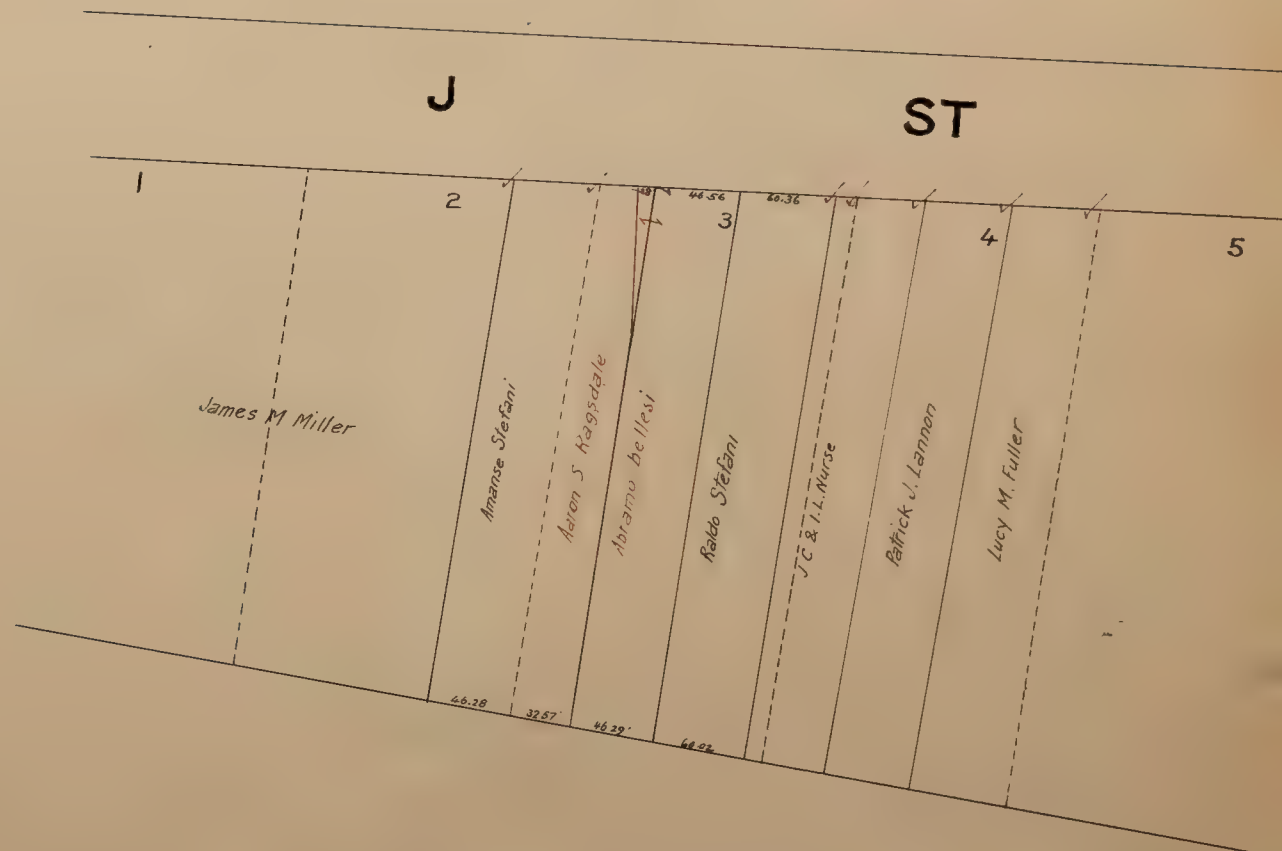 J ST
1
2
46.56
60.36
3
4
5
James M Miller
Amanse Stefani
Aaron S Ragsdale
Abramo bellesi
Raldo Stefani
J C & I.L. Nurse
Patrick J. Lannon
Lucy M. Fuller
46.28
32.57'
46.29'
60.02